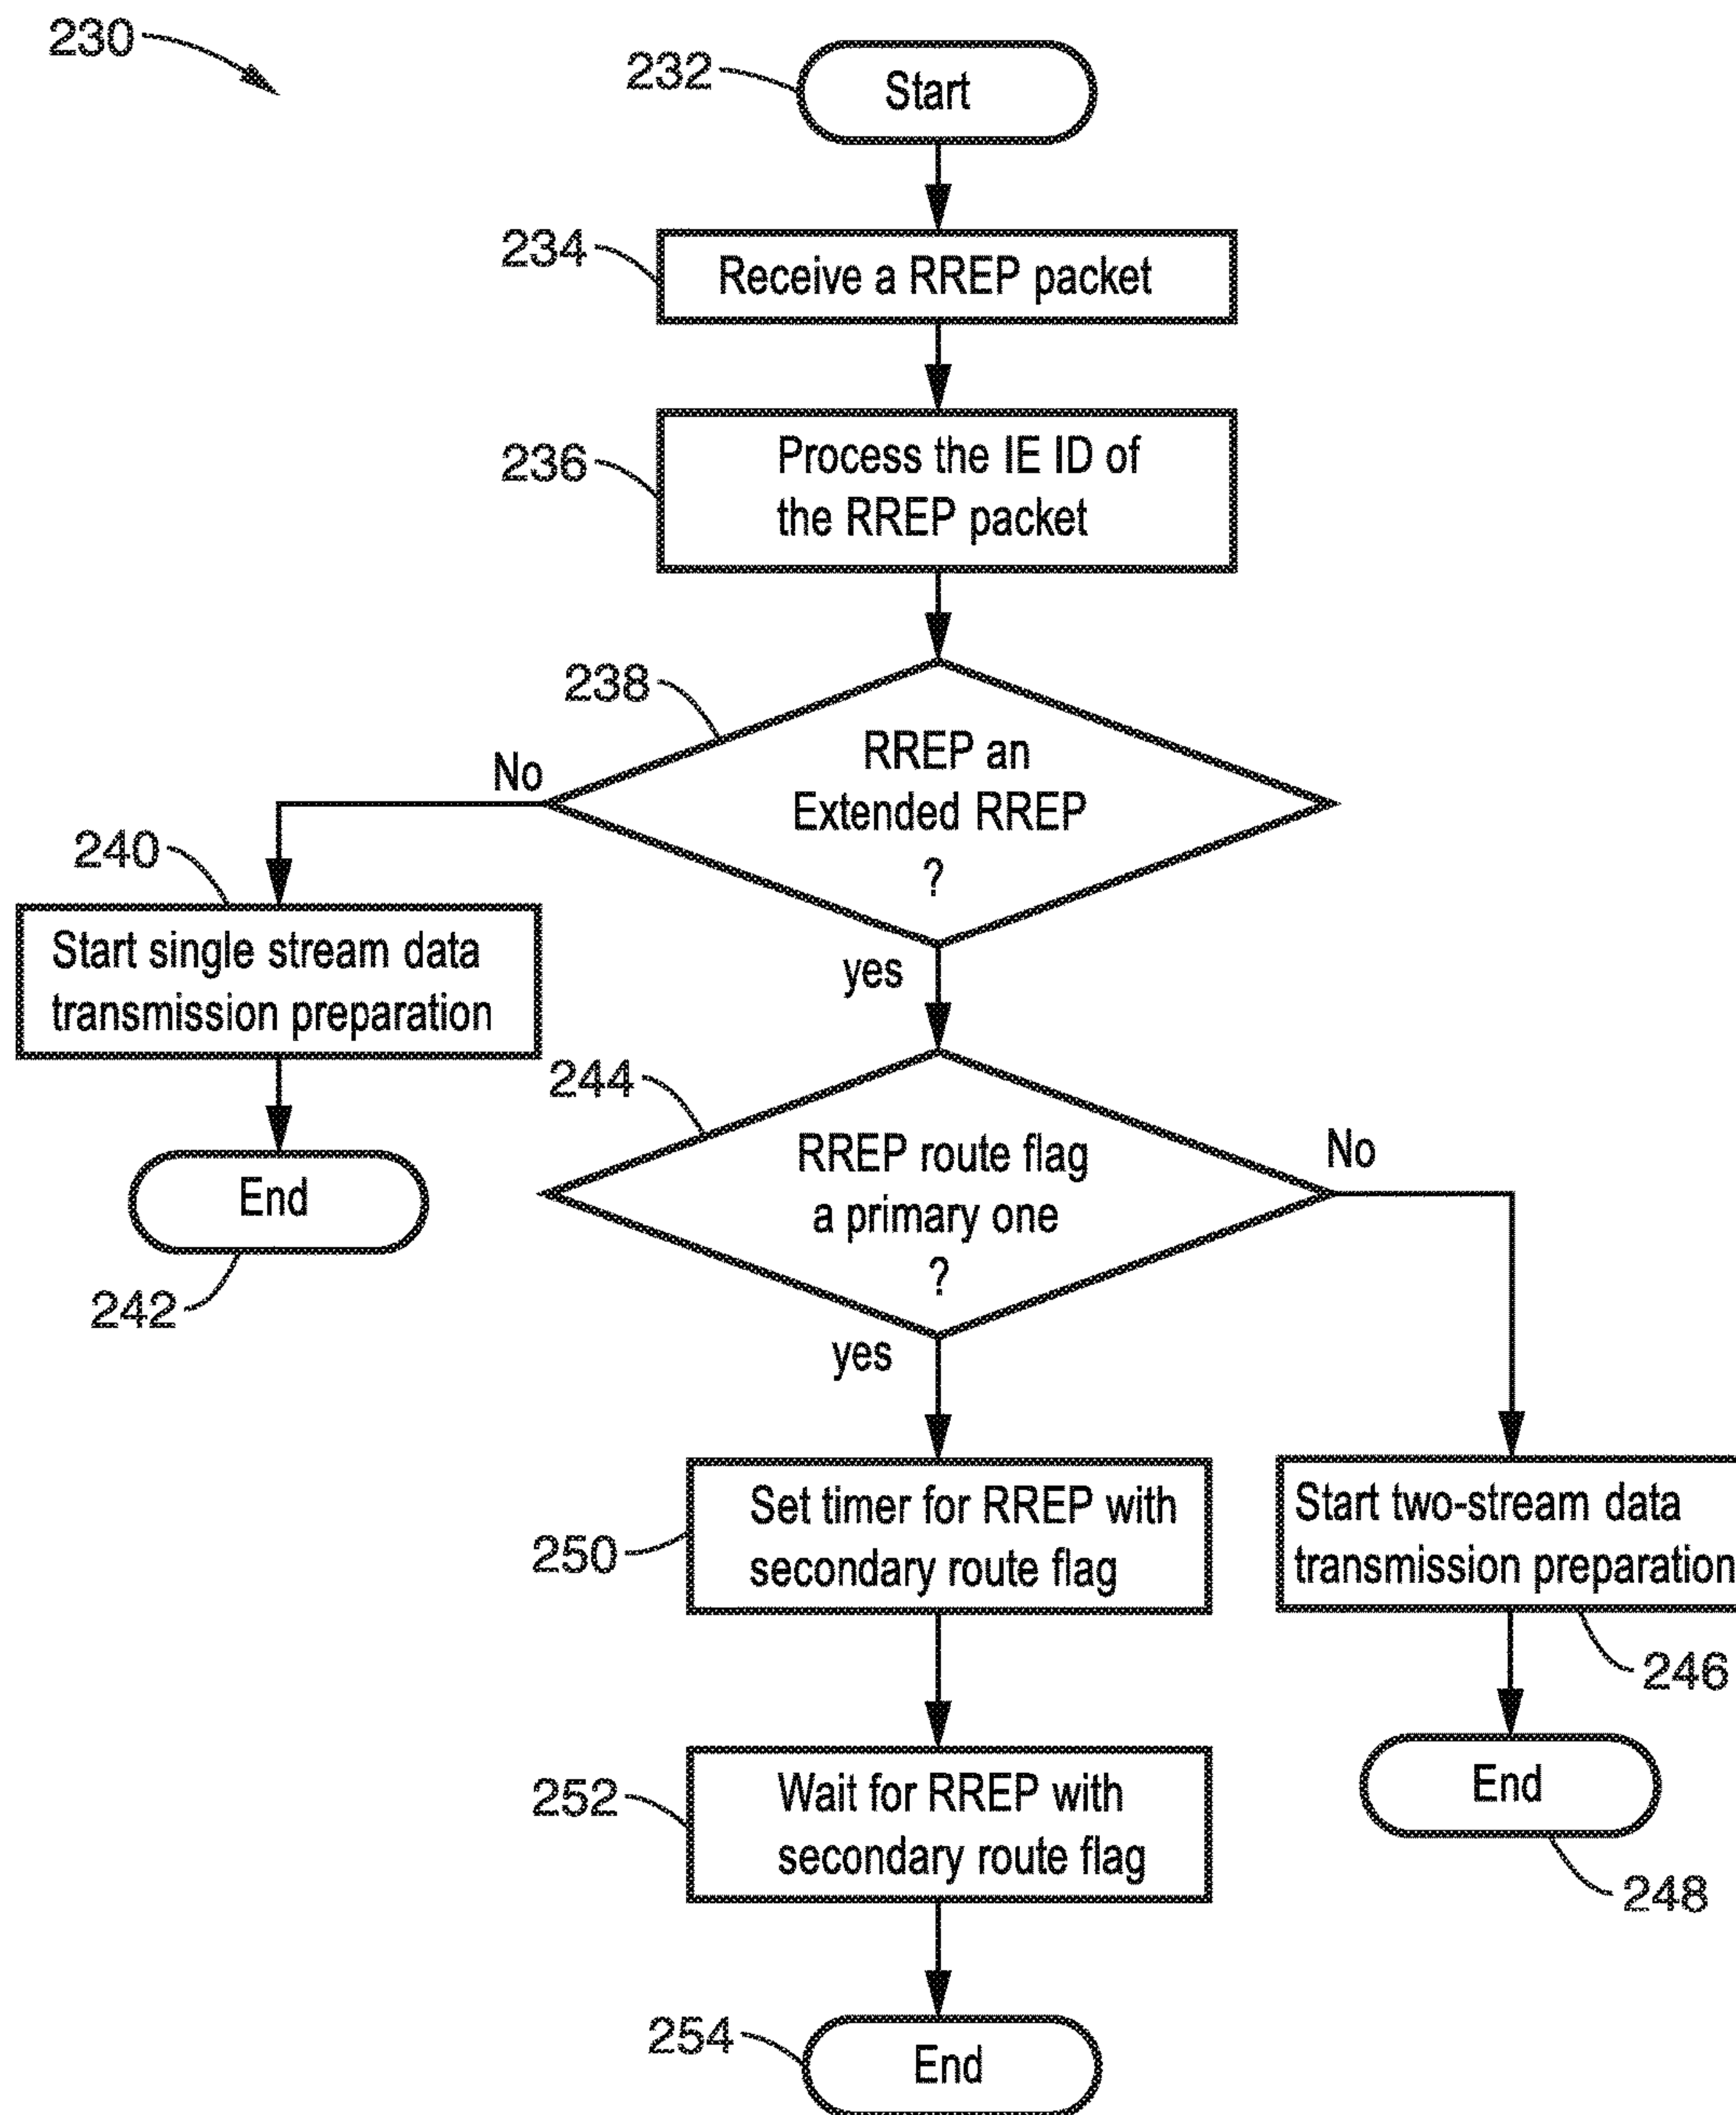 230
232
Start
234
Receive a RREP packet
236
Process the IE ID of
the RREP packet
238
RREP an
Extended RREP
?
No
yes
240
Start single stream data
transmission preparation
End
242
244
RREP route flag
a primary one
?
No
yes
250
Set timer for RREP with
secondary route flag
Start two-stream data
transmission preparation
246
252
Wait for RREP with
secondary route flag
End
248
254
End